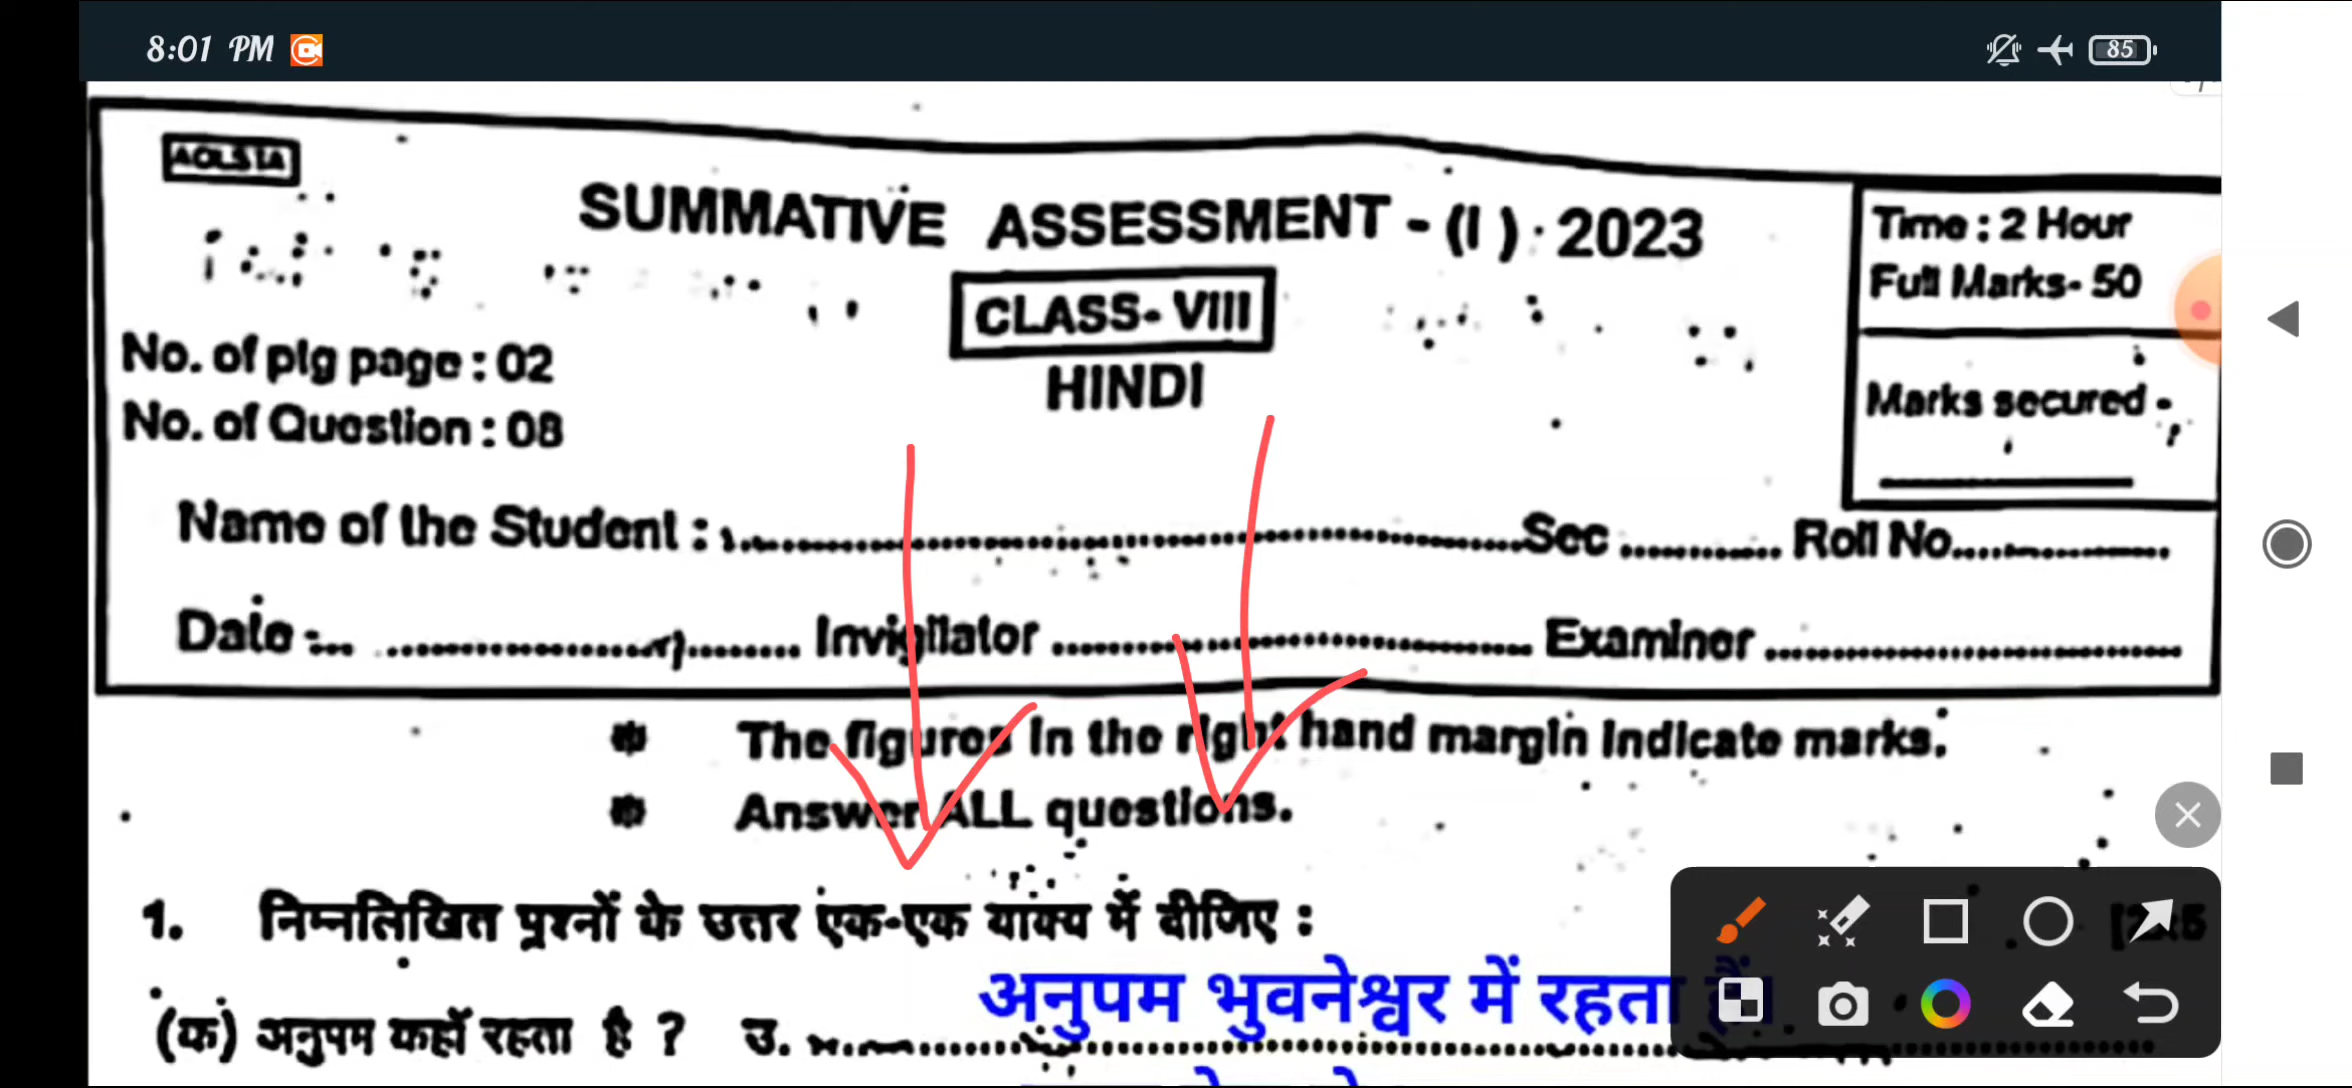 8:01 PM
85
SUMMATIVE ASSESSMENT - (I) 2023
Time : 2 Hour
Full Marks- 50
CLASS- VIII
HINDI
No. of ptg page : 02
No. of Question : 08
Marks secured -
Name of the Student : Sec Roll No.
Date - Invigilator Examiner
* The figures in the right hand margin indicate marks.
* Answer ALL questions.
1. निम्नलिखित प्रश्नों के उत्तर एक-एक वाक्य में दीजिए :
अनुपम भुवनेश्वर में रहता
(क) अनुपम कहाँ रहता है ? उ.